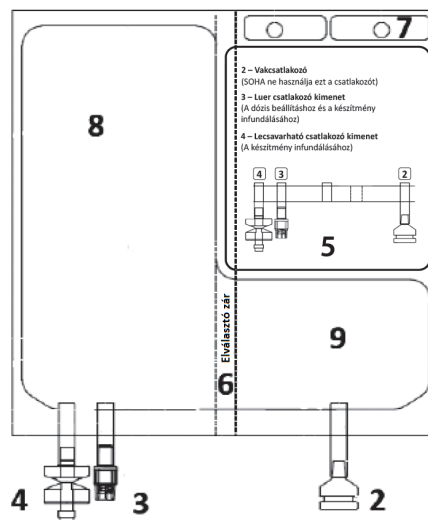 7
8
2 – Vakcsatlakozó
(SOHA ne használja ezt a csatlakozót)
3 – Luer csatlakozó kimenet
(A dózis beállításhoz és a készítmény
infundálásához)
4 – Lecsavarható csatlakozó kimenet
(A készítmény infundálásához)
4 3 2
5
Elválasztó zár
6
9
4 3 2